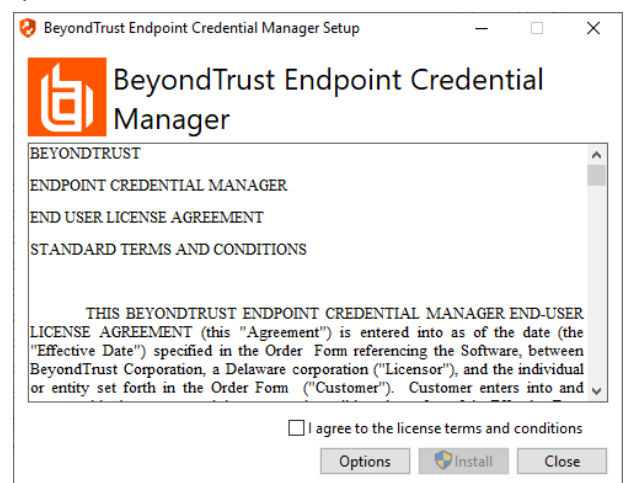 BeyondTrust Endpoint Credential Manager Setup
BeyondTrust Endpoint Credential
Manager
BEYONDTRUST
ENDPOINT CREDENTIAL MANAGER
END USER LICENSE AGREEMENT
STANDARD TERMS AND CONDITIONS
THIS BEYONDTRUST ENDPOINT CREDENTIAL MANAGER END-USER
LICENSE AGREEMENT (this "Agreement") is entered into as of the date (the
"Effective Date") specified in the Order Form referencing the Software, between
BeyondTrust Corporation, a Delaware corporation ("Licensor"), and the individual
or entity set forth in the Order Form ("Customer"). Customer enters into and
I agree to the license terms and conditions
Options Install Close